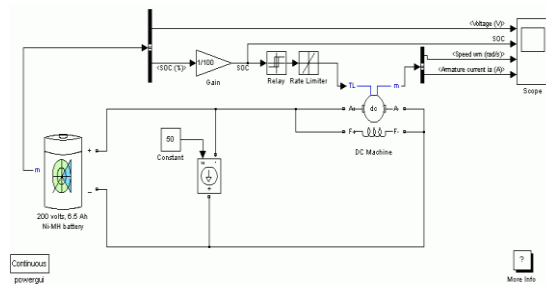 <Voltage (V)>
SOC
<SOC (%)>
1/100
Gain
SOC
Relay
Rate Limiter
<Speed wm (rad/s)>
<Armature current ia (A)>
Scope
TL
m
dc
A+
A-
F+
F-
DC Machine
50
Constant
m
+
_
200 volts, 6.5 Ah
Ni-MH battery
Continuous
powergui
?
More Info